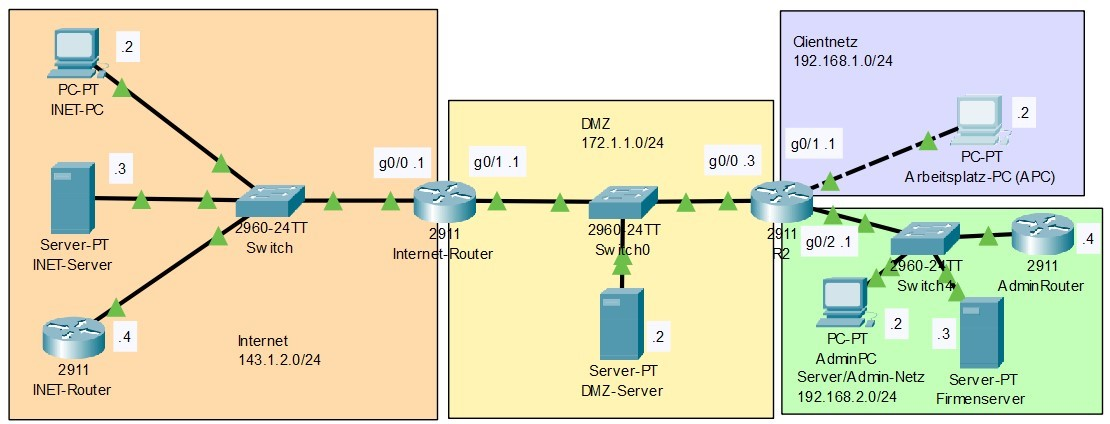 .2
PC-PT
INET-PC
.3
Server-PT
INET-Server
2960-24TT
Switch
g0/0 .1
2911
Internet-Router
.4
2911
INET-Router
Internet
143.1.2.0/24
DMZ
172.1.1.0/24
g0/1 .1
2960-24TT
Switch0
g0/0 .3
.2
Server-PT
DMZ-Server
2911
R2
Clientnetz
192.168.1.0/24
g0/1 .1
.2
PC-PT
Arbeitsplatz-PC (APC)
g0/2 .1
2960-24TT
Switch4
.4
2911
AdminRouter
.2
PC-PT
AdminPC
Server/Admin-Netz
192.168.2.0/24
.3
Server-PT
Firmenserver